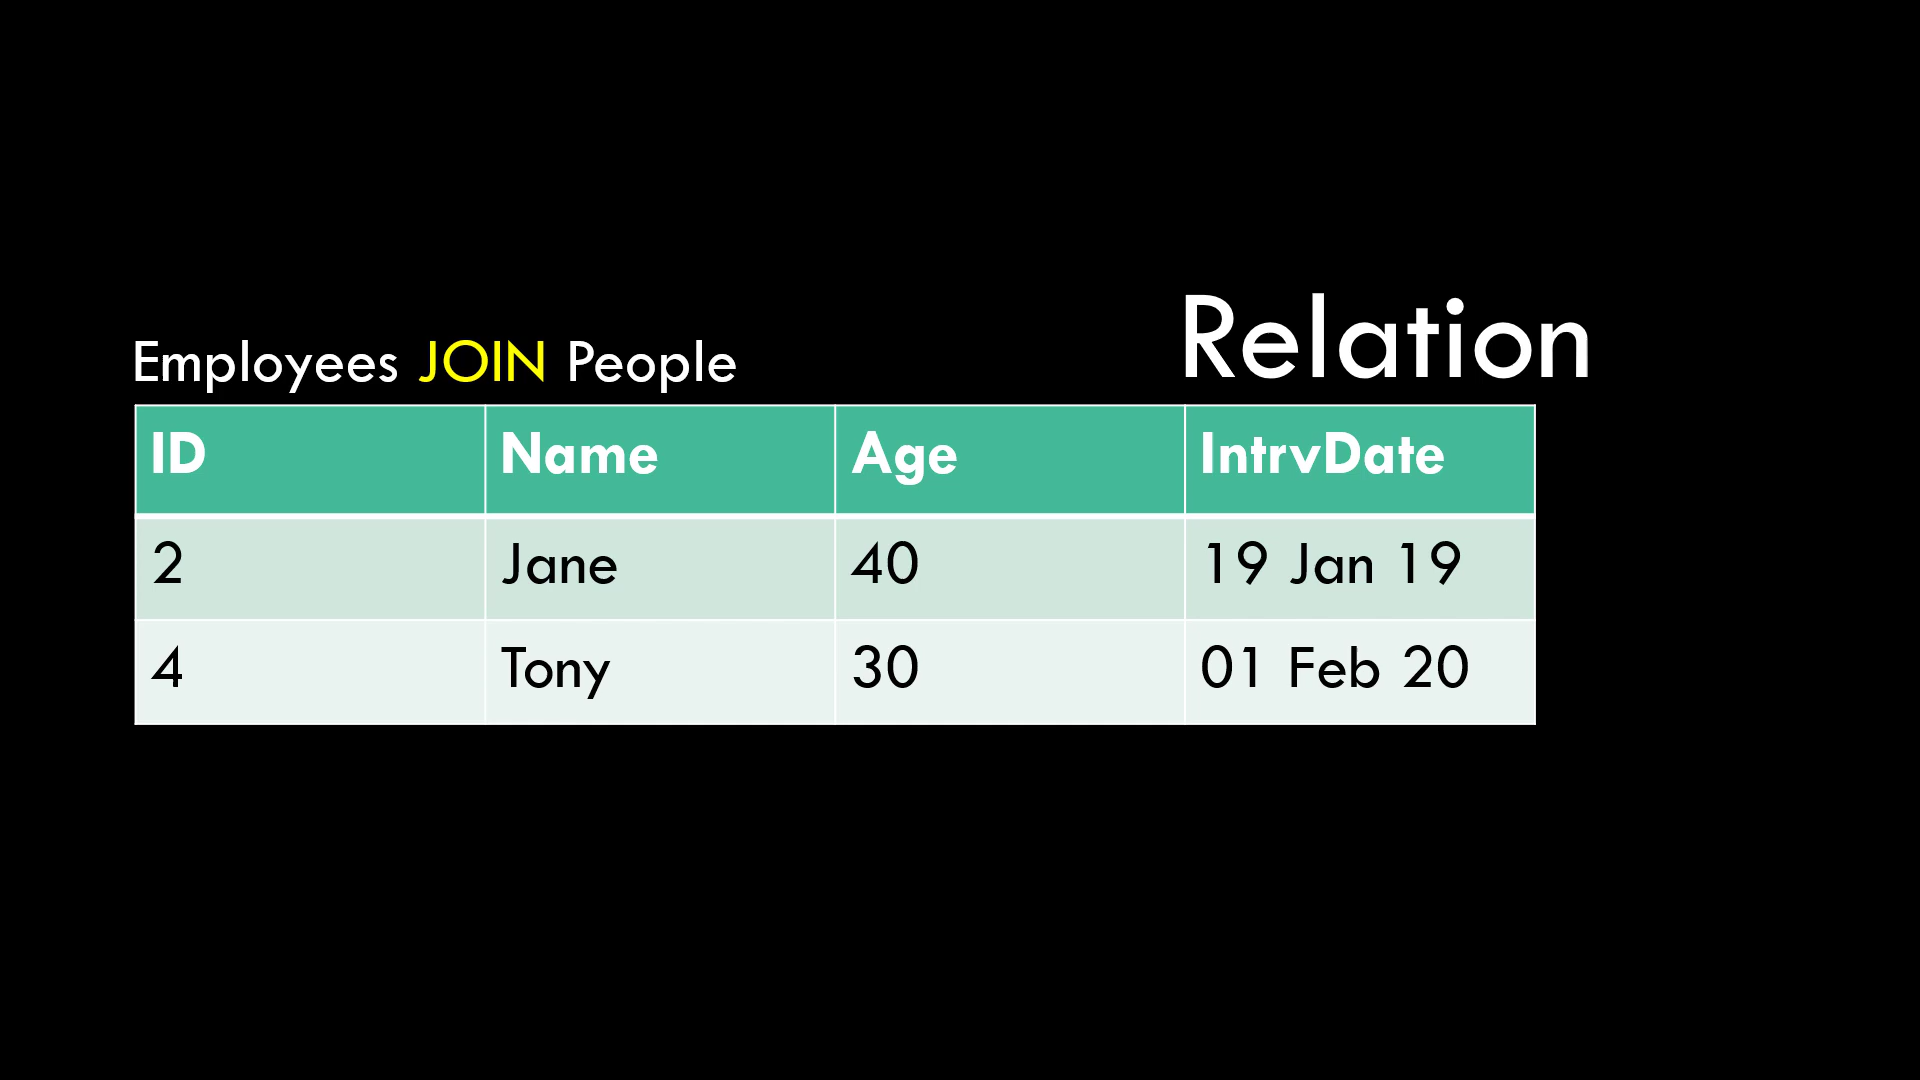 Relation
Employees JOIN People
ID Name Age IntrvDate
2 Jane 40 19 Jan 19
4 Tony 30 01 Feb 20